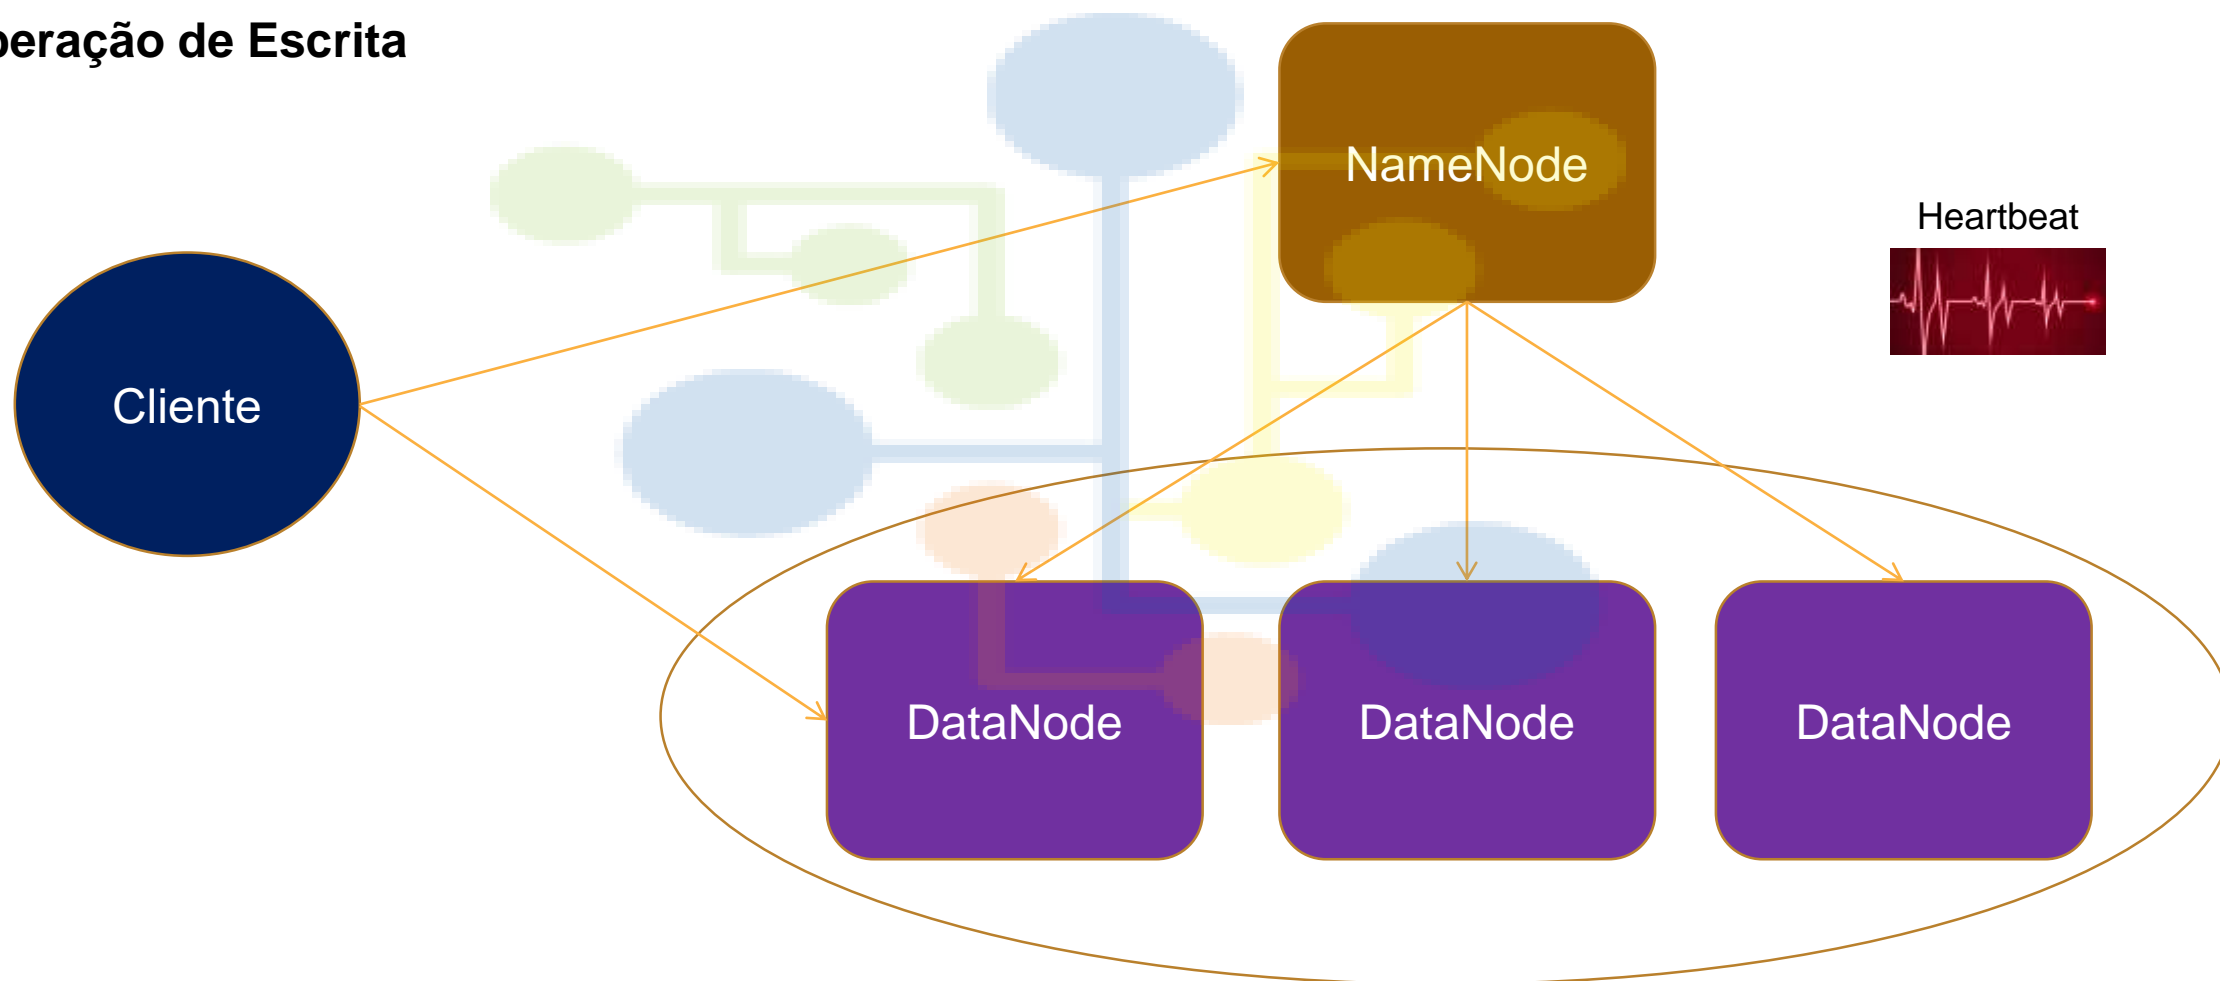 peração de Escrita
NameNode
Heartbeat
Cliente
DataNode
DataNode
DataNode